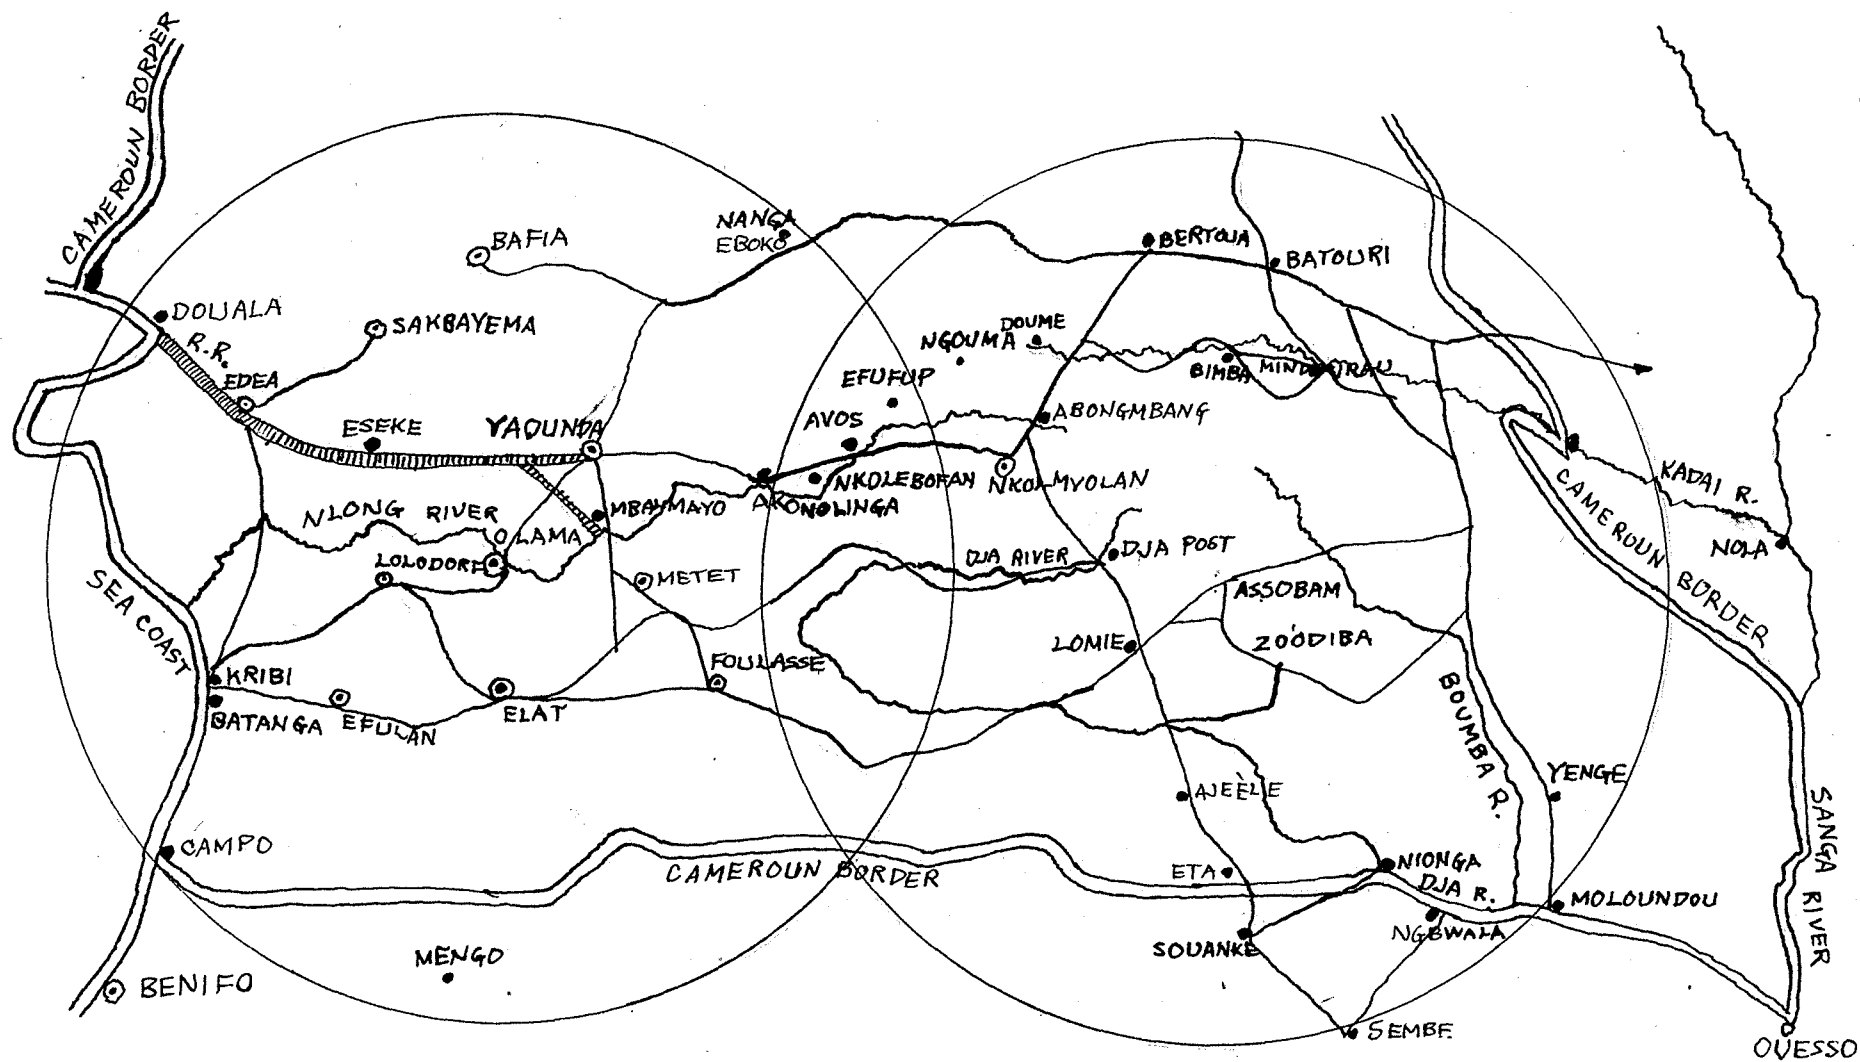 CAMEROUN BORDER
BAFIA
NANGA
EBOKO
BERTOUA
BATOURI
DOUALA
R.R.
SAKBAYEMA
DOUME
NGOUMA
EDEA
EFUFUP
BIMBA
ESEKE
YAOUNDA
AVOS
ABONGMBANG
KADAI R.
CAMEROUN BORDER
NKOLEBOFAN
NKOLMVOLAN
NLONG RIVER
MBALMAYO
AKONOLINGA
OLAMA
NOLA
LOLODORF
DJA RIVER
DJA POST
METET
SEA COAST
ASSOBAM
ZOODIBA
LOMIE
KRIBI
FOULASSE
BATANGA
EFULAN
ELAT
BOUMBA R.
YENGE
AJEÈLE
SANGA RIVER
CAMPO
CAMEROUN BORDER
ETA
NIONGA
DJA R.
MOLOUNDOU
NGBWALA
SOUANKE
MENGO
BENIFO
SEMBE
OUESSO